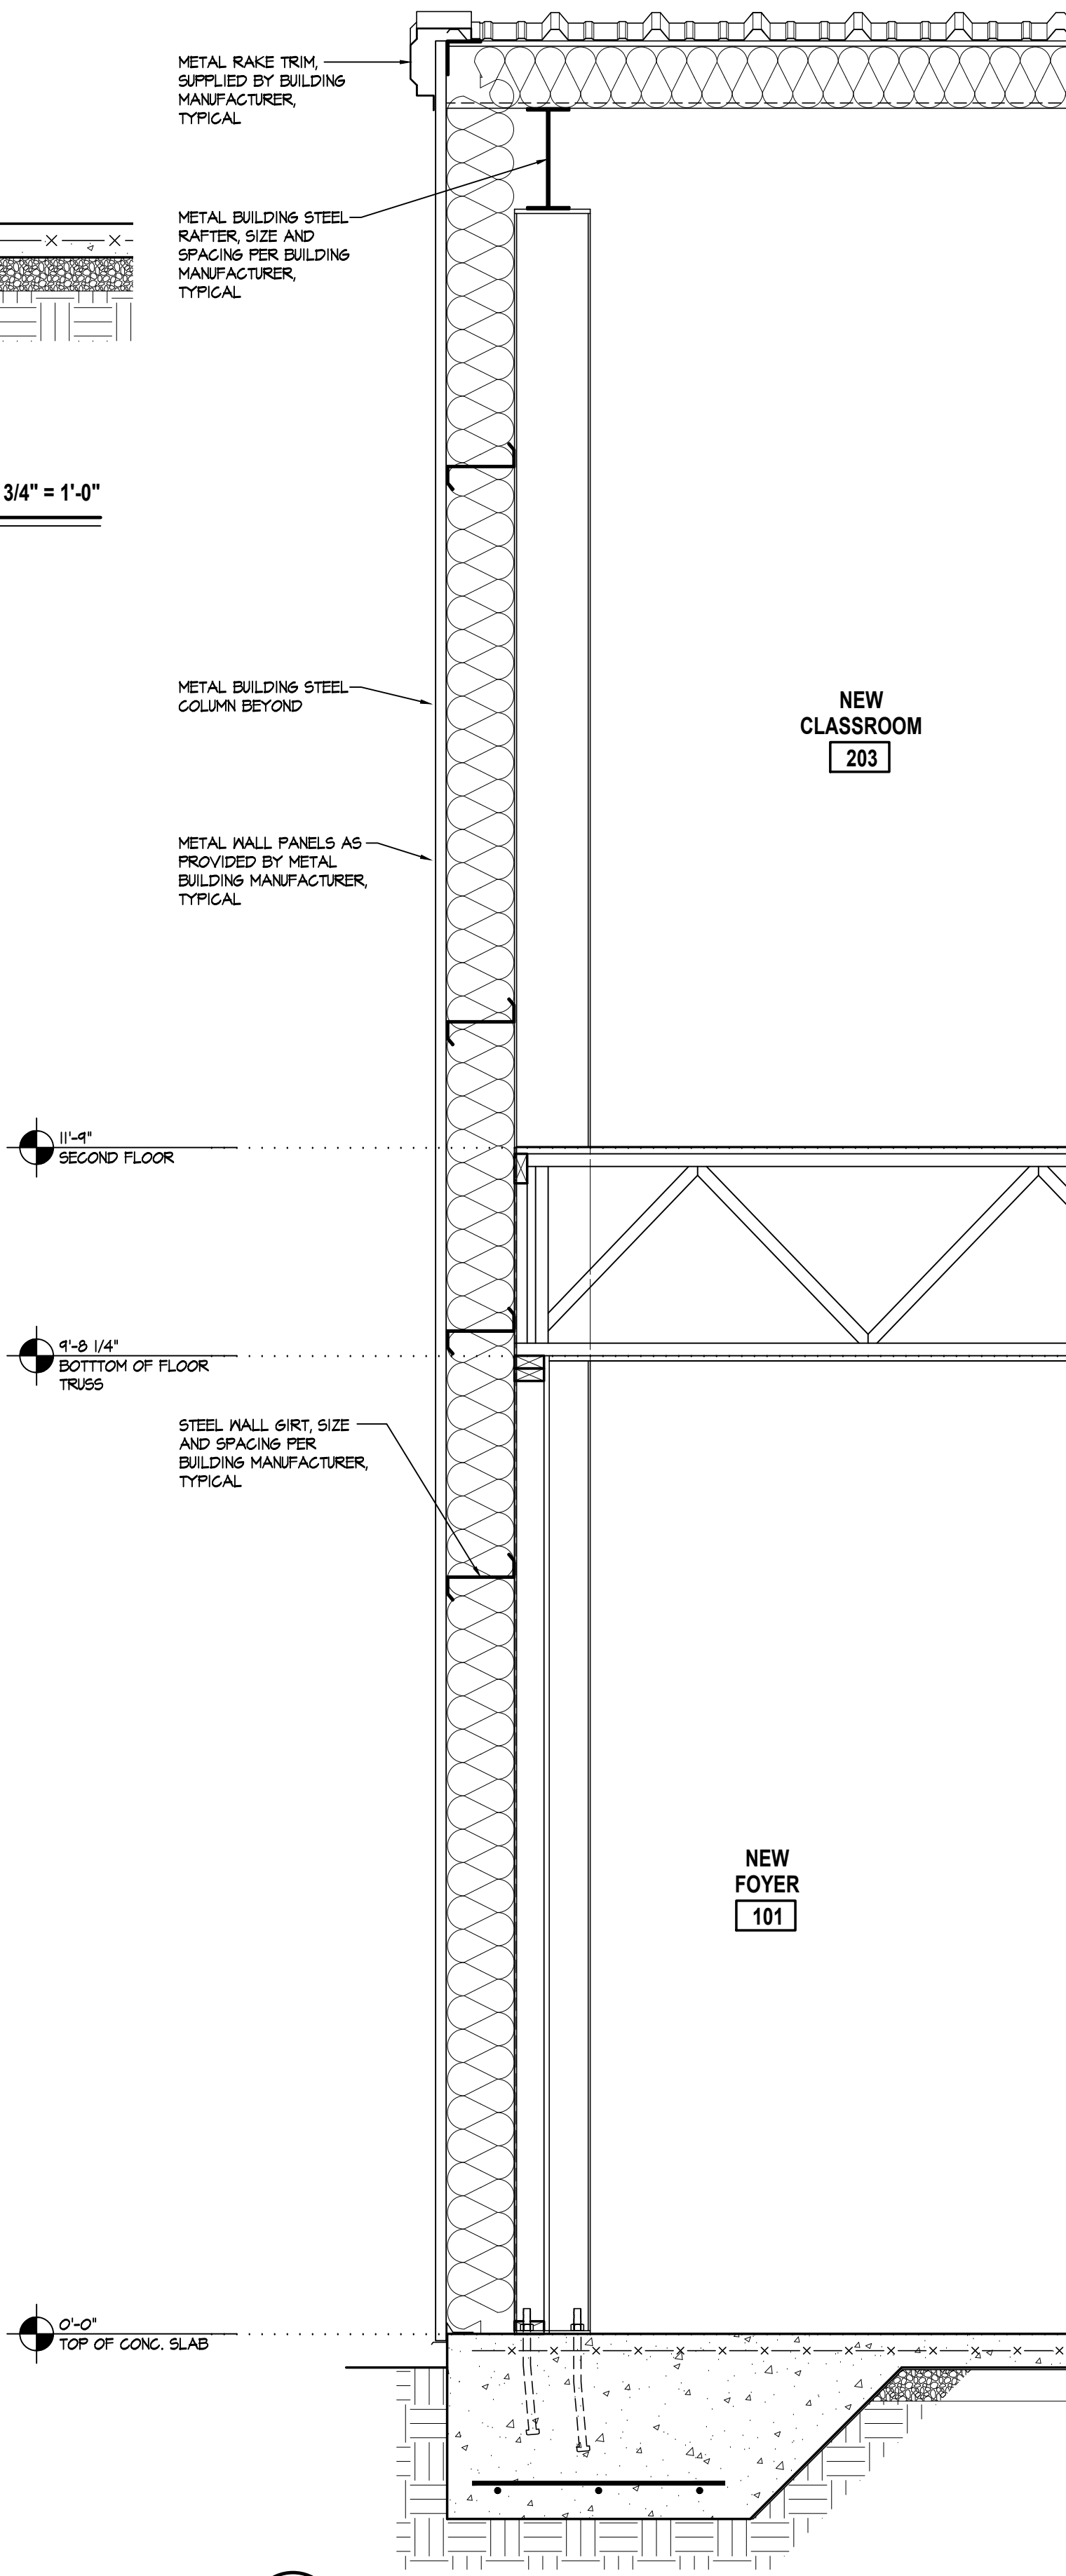 METAL RAKE TRIM,
SUPPLIED BY BUILDING
MANUFACTURER,
TYPICAL
METAL BUILDING STEEL
RAFTER, SIZE AND
SPACING PER BUILDING
MANUFACTURER,
TYPICAL
3/4" = 1'-0"
METAL BUILDING STEEL
COLUMN BEYOND
NEW
CLASSROOM
203
METAL WALL PANELS AS
PROVIDED BY METAL
BUILDING MANUFACTURER,
TYPICAL
11'-9"
SECOND FLOOR
9'-8 1/4"
BOTTTOM OF FLOOR
TRUSS
STEEL WALL GIRT, SIZE
AND SPACING PER
BUILDING MANUFACTURER,
TYPICAL
NEW
FOYER
101
0'-0"
TOP OF CONC. SLAB